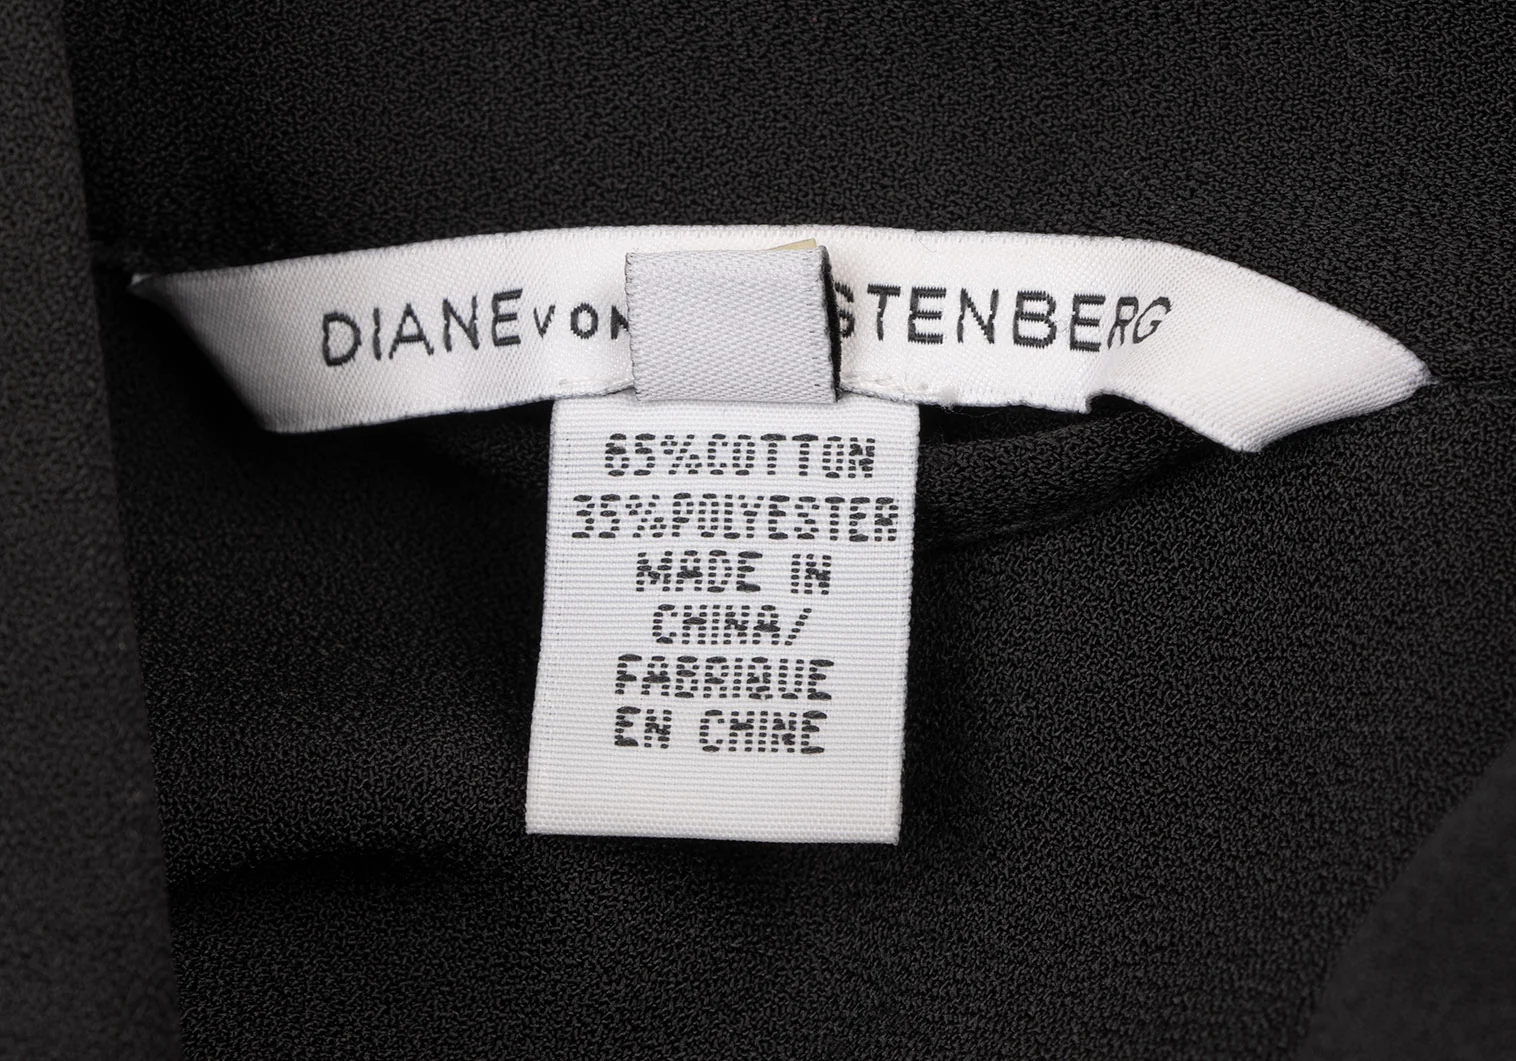 DIANE VON STENBERG
65%COTTON
35%POLYESTER
MADE IN
CHINA/
FABRIQUE
EN CHINE